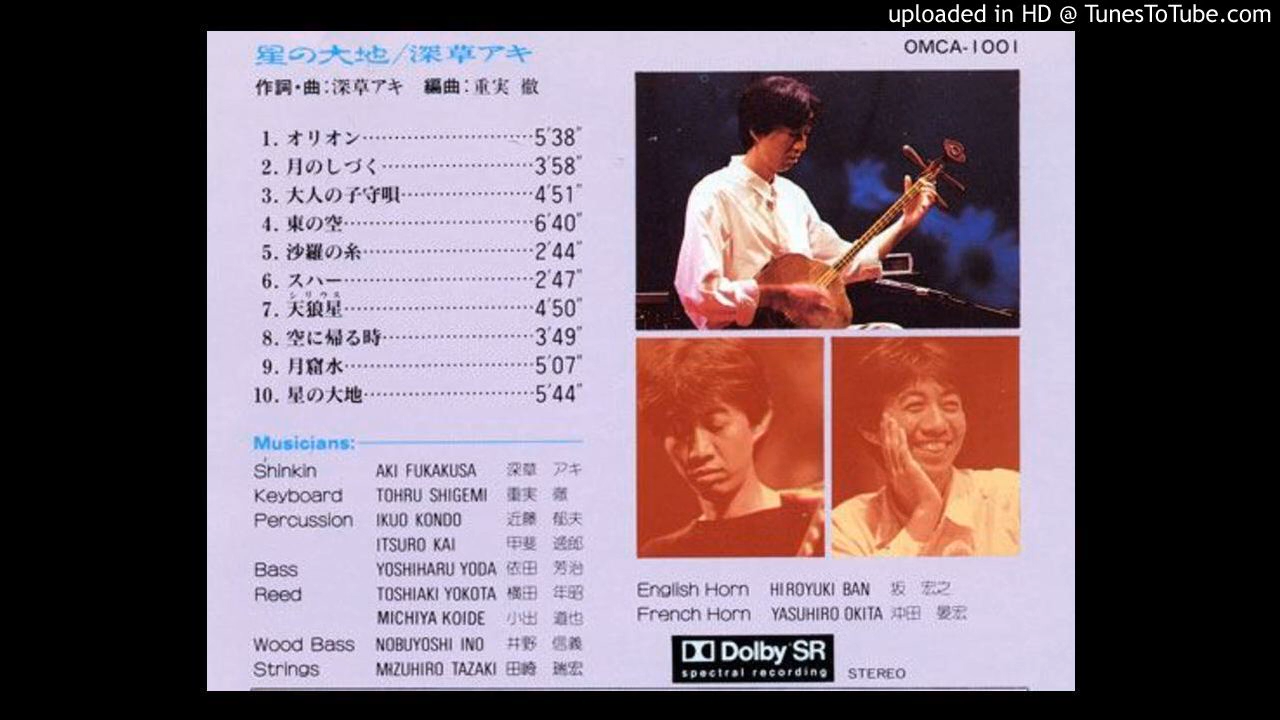 uploaded in HD @ TunesToTube.com
星の大地/深草アキ
OMCA-1001
作詞・曲:深草アキ 編曲:重実 徹
1. オリオン……………………5'38"
2. 月のしづく……………………3'58"
3. 大人の子守唄……………………4'51"
4. 東の空……………………6'40"
5. 沙羅の糸……………………2'44"
6. スハー……………………2'47"
シリウス
7. 天狼星……………………4'50"
8. 空に帰る時……………………3'49"
9. 月窟水……………………5'07"
10. 星の大地……………………5'44"
Musicians:
Shinkin AKI FUKAKUSA 深草 アキ
Keyboard TOHRU SHIGEMI 重実 徹
Percussion IKUO KONDO 近藤 郁夫
ITSURO KAI 甲斐 逸郎
Bass YOSHIHARU YODA 依田 芳治
Reed TOSHIAKI YOKOTA 横田 年昭
MICHIYA KOIDE 小出 道也
Wood Bass NOBUYOSHI INO 井野 信義
Strings MIZUHIRO TAZAKI 田崎 瑞宏
English Horn HIROYUKI BAN 坂 宏之
French Horn YASUHIRO OKITA 沖田 晏宏
Dolby SR
spectral recording
STEREO